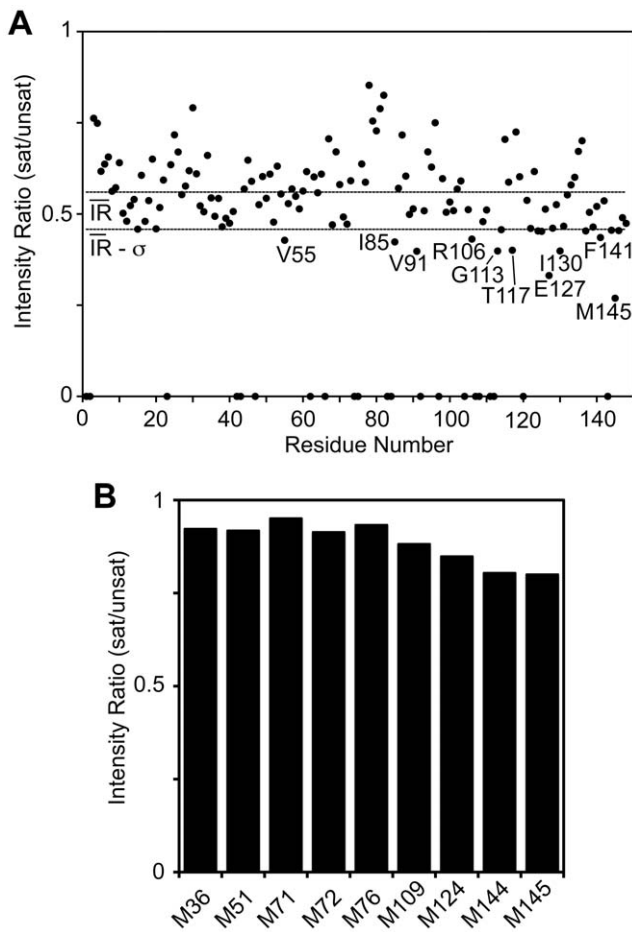 A
Intensity Ratio (sat/unsat)
1
0.5
0
IR
IR - σ
V55
I85
V91
R106
G113
T117
I130
E127
F141
M145
0 20 40 60 80 100 120 140
Residue Number
B
Intensity Ratio (sat/unsat)
1
0.5
0
M36 M51 M71 M72 M76 M109 M124 M144 M145